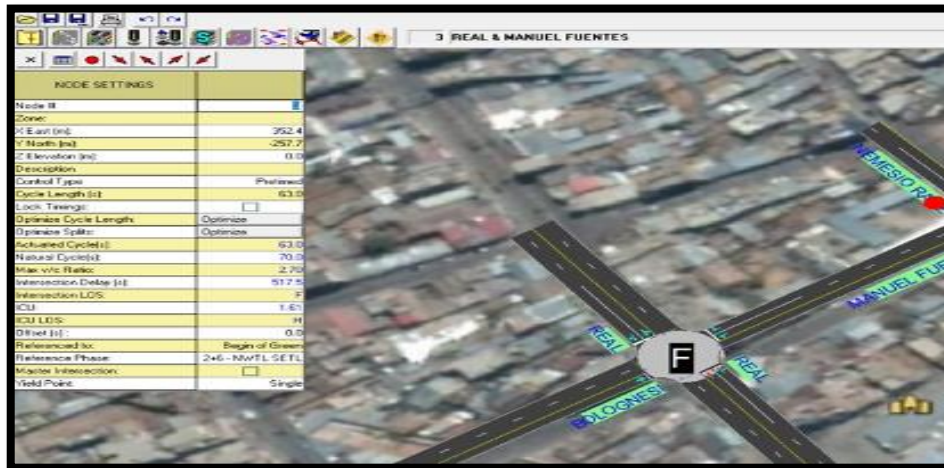 3 REAL & MANUEL FUENTES
NODE SETTINGS
Node #
Zone:
X East (m): 352.4
Y North (m): -257.7
Z Elevation (m): 0.0
Description
Control Type Pretimed
Cycle Length (s): 63.0
Lock Timings:
Optimize Cycle Length: Optimize
Optimize Splits: Optimize
Actuated Cycle(s): 63.0
Natural Cycle(s): 70.0
Max v/c Ratio: 2.70
Intersection Delay (s): 517.5
Intersection LOS: F
ICU: 1.61
ICU LOS: H
Offset (s) : 0.0
Referenced to: Begin of Green
Reference Phase: 2+6 - NWTL SETL
Master Intersection:
Yield Point: Single
NEMESIO
MANUEL
REAL
F
REAL